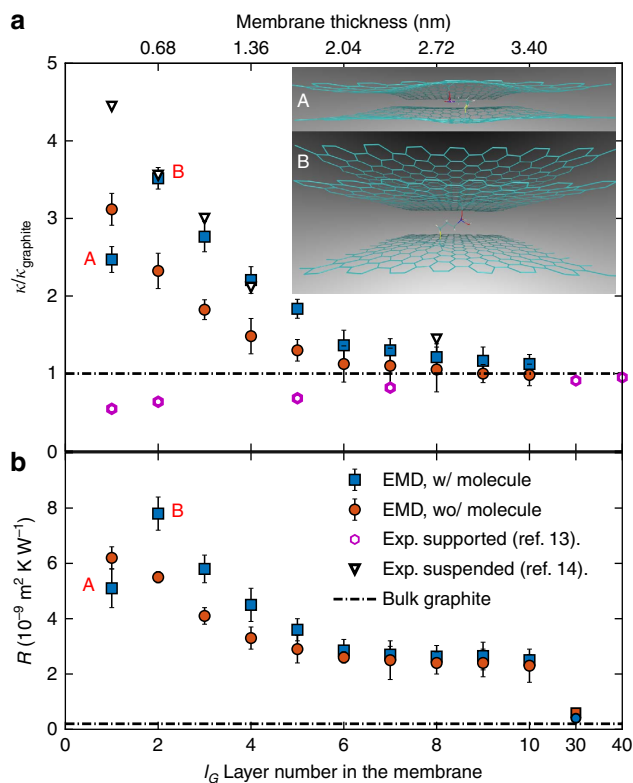 a
Membrane thickness (nm)
0.68 1.36 2.04 2.72 3.40
5
4
3
2
1
0
κ/κgraphite
A
B
A
B
b
8
6
4
2
0
R (10⁻⁹ m² K W⁻¹)
B
A
EMD, w/ molecule
EMD, wo/ molecule
Exp. supported (ref. 13).
Exp. suspended (ref. 14).
Bulk graphite
0 2 4 6 8 10 30 40
lG Layer number in the membrane